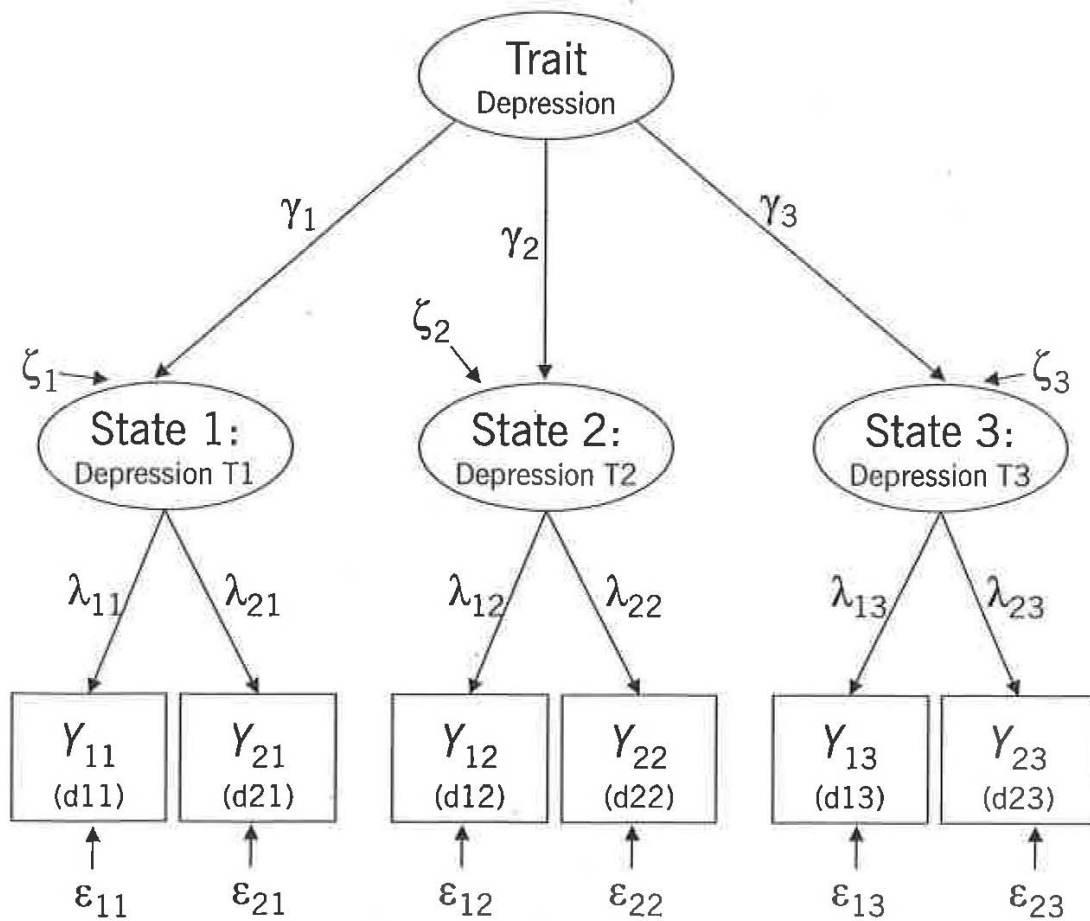 Trait
Depression
γ1
γ2
γ3
ζ1
ζ2
ζ3
State 1:
Depression T1
State 2:
Depression T2
State 3:
Depression T3
λ11
λ21
λ12
λ22
λ13
λ23
Y11
(d11)
Y21
(d21)
Y12
(d12)
Y22
(d22)
Y13
(d13)
Y23
(d23)
ε11
ε21
ε12
ε22
ε13
ε23